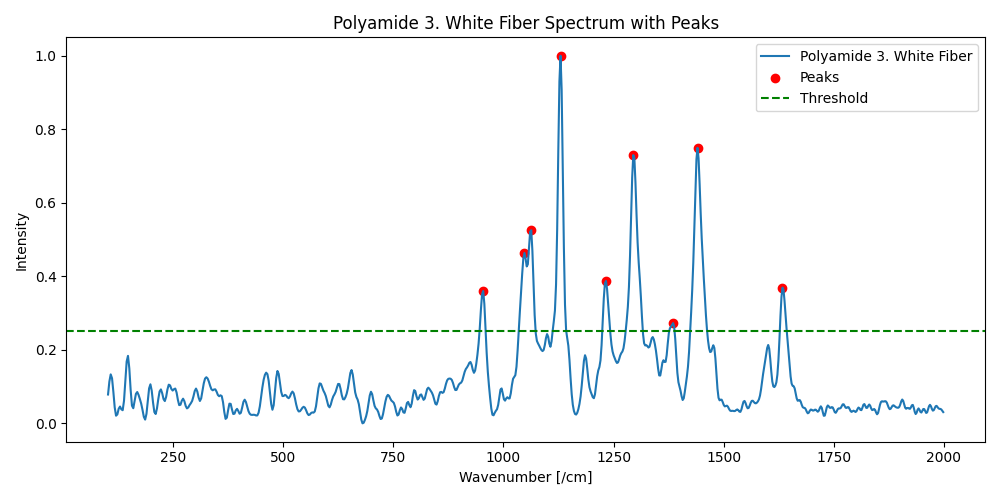 Polyamide 3. White Fiber Spectrum with Peaks
Polyamide 3. White Fiber
Peaks
Threshold
Intensity
1.0
0.8
0.6
0.4
0.2
0.0
250
500
750
1000
1250
1500
1750
2000
Wavenumber [/cm]